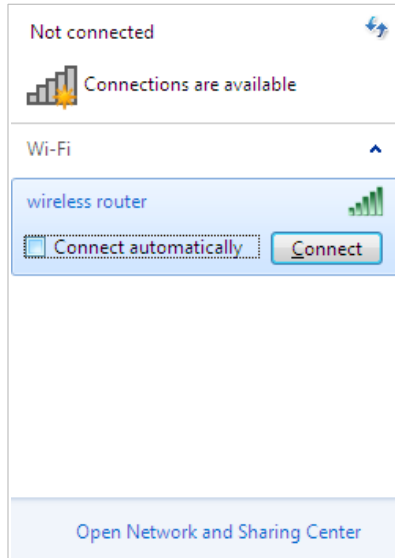 Not connected
Connections are available
Wi-Fi
wireless router
Connect automatically
Connect
Open Network and Sharing Center